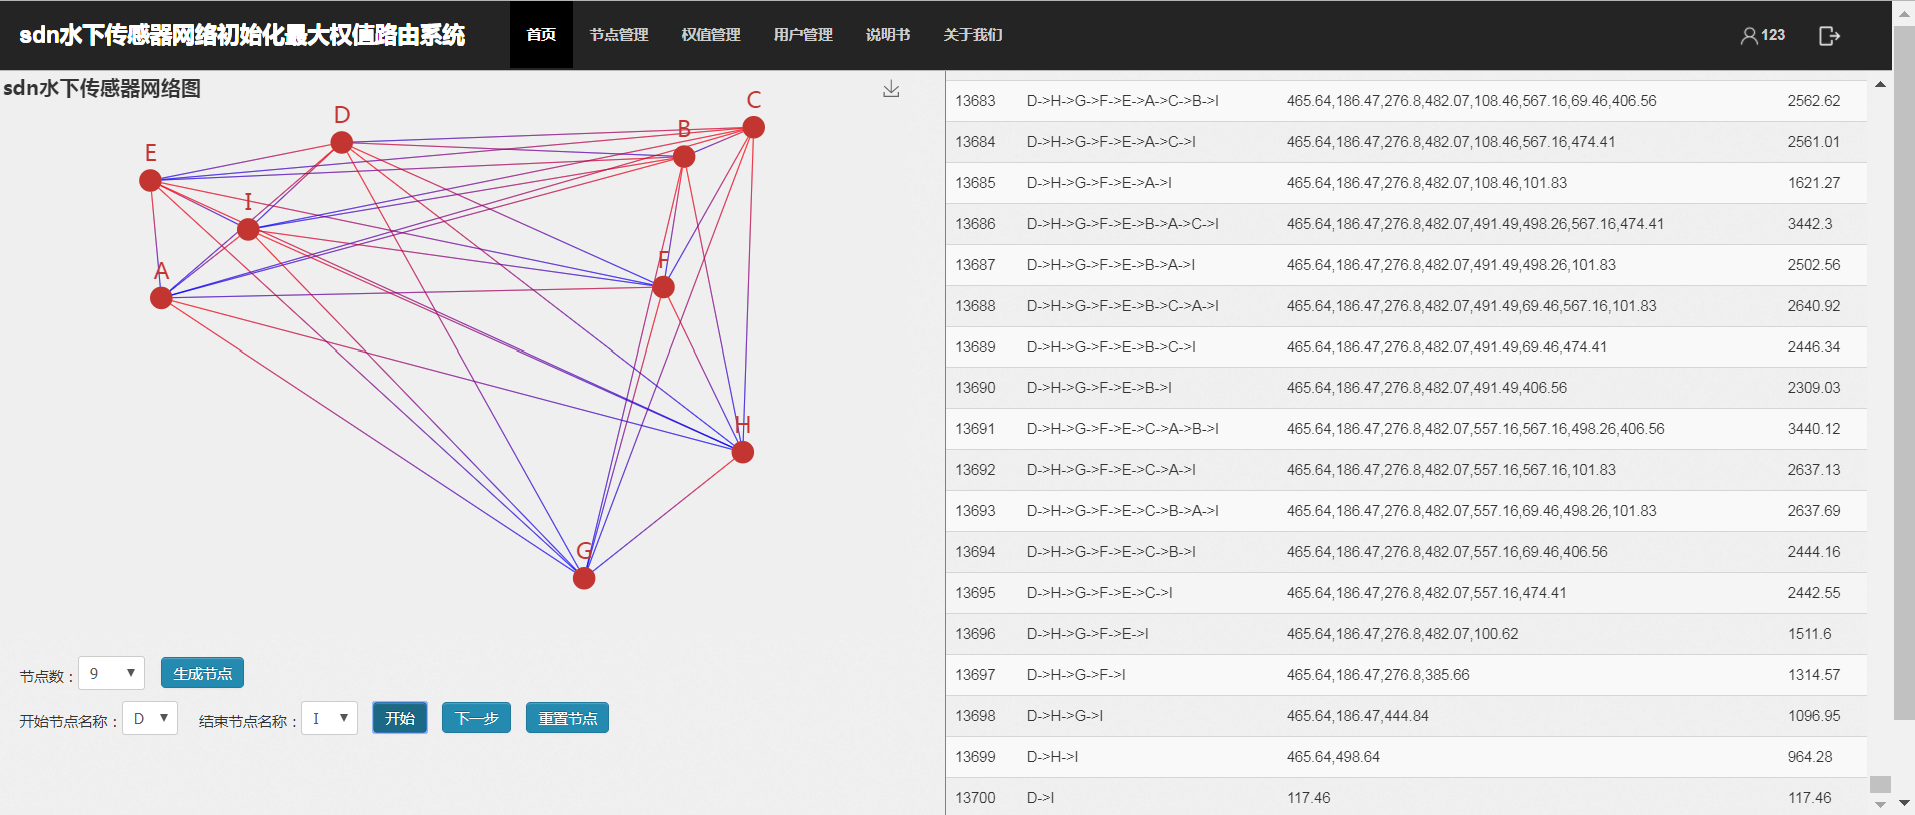 sdn水下传感器网络初始化最大权值路由系统 首页 节点管理 权值管理 用户管理 说明书 关于我们 123
sdn水下传感器网络图
C
D
B
E
I
F
A
H
G
节点数： 9 生成节点
开始节点名称： D 结束节点名称： I 开始 下一步 重置节点
13683 D->H->G->F->E->A->C->B->I 465.64,186.47,276.8,482.07,108.46,567.16,69.46,406.56 2562.62
13684 D->H->G->F->E->A->C->I 465.64,186.47,276.8,482.07,108.46,567.16,474.41 2561.01
13685 D->H->G->F->E->A->I 465.64,186.47,276.8,482.07,108.46,101.83 1621.27
13686 D->H->G->F->E->B->A->C->I 465.64,186.47,276.8,482.07,491.49,498.26,567.16,474.41 3442.3
13687 D->H->G->F->E->B->A->I 465.64,186.47,276.8,482.07,491.49,498.26,101.83 2502.56
13688 D->H->G->F->E->B->C->A->I 465.64,186.47,276.8,482.07,491.49,69.46,567.16,101.83 2640.92
13689 D->H->G->F->E->B->C->I 465.64,186.47,276.8,482.07,491.49,69.46,474.41 2446.34
13690 D->H->G->F->E->B->I 465.64,186.47,276.8,482.07,491.49,406.56 2309.03
13691 D->H->G->F->E->C->A->B->I 465.64,186.47,276.8,482.07,557.16,567.16,498.26,406.56 3440.12
13692 D->H->G->F->E->C->A->I 465.64,186.47,276.8,482.07,557.16,567.16,101.83 2637.13
13693 D->H->G->F->E->C->B->A->I 465.64,186.47,276.8,482.07,557.16,69.46,498.26,101.83 2637.69
13694 D->H->G->F->E->C->B->I 465.64,186.47,276.8,482.07,557.16,69.46,406.56 2444.16
13695 D->H->G->F->E->C->I 465.64,186.47,276.8,482.07,557.16,474.41 2442.55
13696 D->H->G->F->E->I 465.64,186.47,276.8,482.07,100.62 1511.6
13697 D->H->G->F->I 465.64,186.47,276.8,385.66 1314.57
13698 D->H->G->I 465.64,186.47,444.84 1096.95
13699 D->H->I 465.64,498.64 964.28
13700 D->I 117.46 117.46